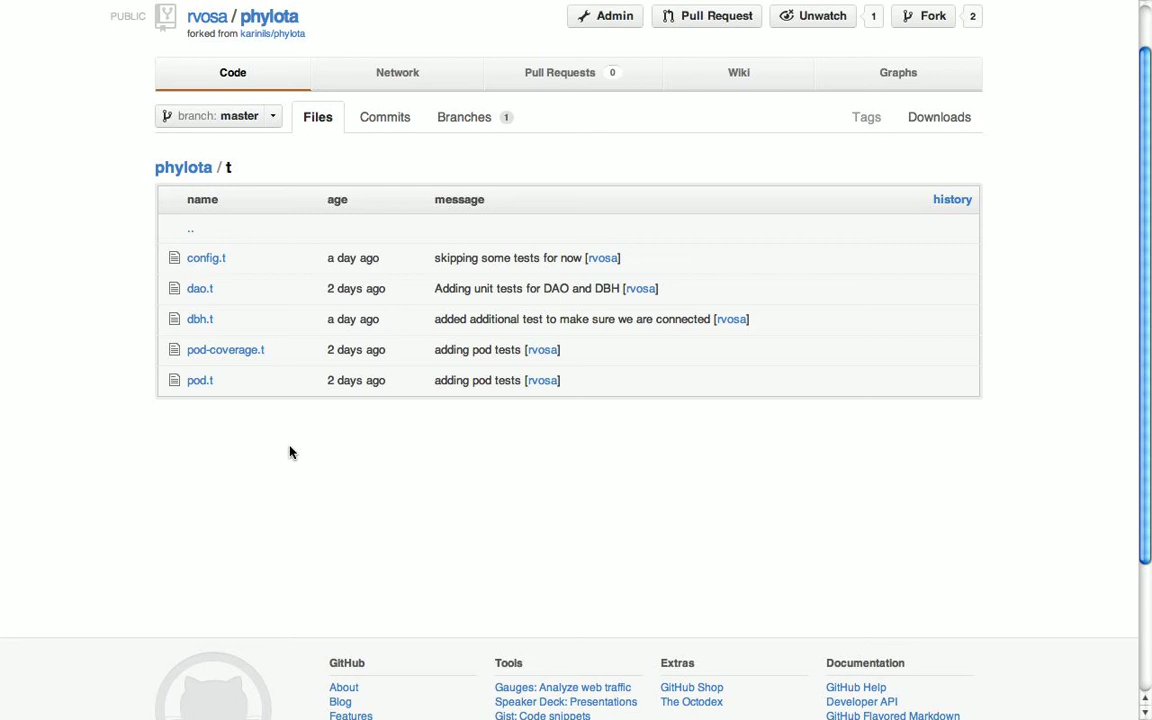 PUBLIC rvosa / phylota Admin Pull Request Unwatch 1 Fork 2
forked from karinils/phylota
Code Network Pull Requests 0 Wiki Graphs
branch: master Files Commits Branches 1 Tags Downloads
phylota / t
name age message history
..
config.t a day ago skipping some tests for now [rvosa]
dao.t 2 days ago Adding unit tests for DAO and DBH [rvosa]
dbh.t a day ago added additional test to make sure we are connected [rvosa]
pod-coverage.t 2 days ago adding pod tests [rvosa]
pod.t 2 days ago adding pod tests [rvosa]
GitHub Tools Extras Documentation
About Gauges: Analyze web traffic GitHub Shop GitHub Help
Blog Speaker Deck: Presentations The Octodex Developer API
Features Gist: Code snippets GitHub Flavored Markdown